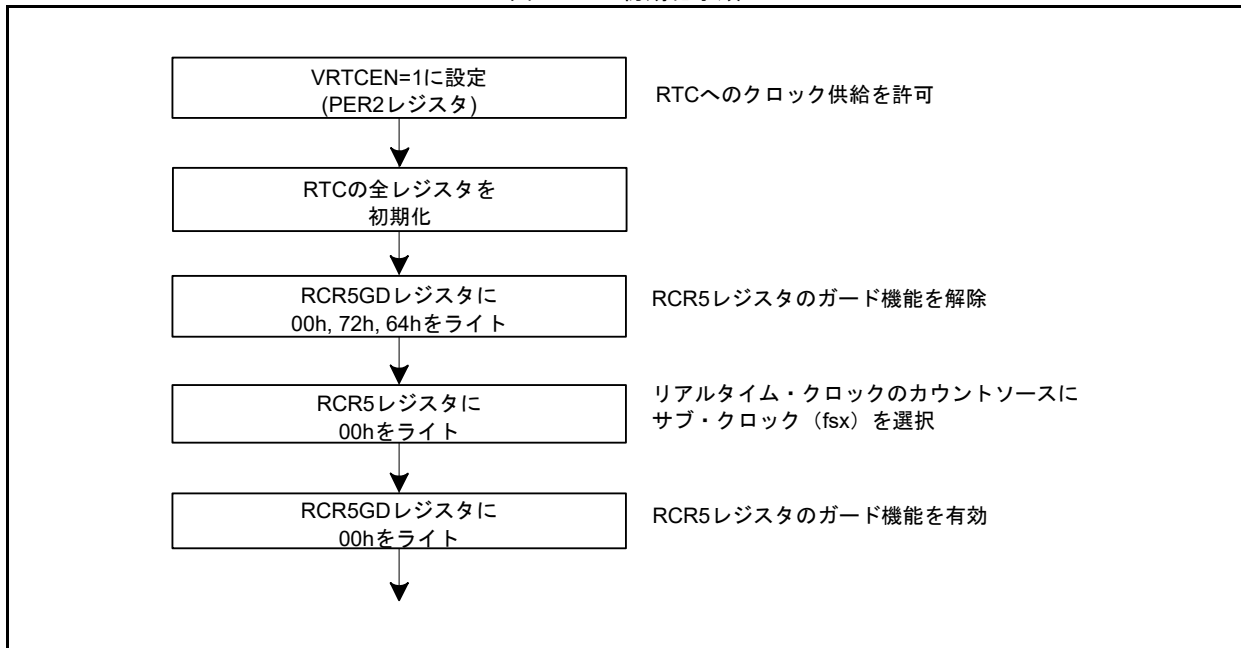 VRTCEN=1に設定
(PER2レジスタ)
RTCへのクロック供給を許可
RTCの全レジスタを
初期化
RCR5GDレジスタに
00h, 72h, 64hをライト
RCR5レジスタのガード機能を解除
RCR5レジスタに
00hをライト
リアルタイム・クロックのカウントソースに
サブ・クロック（fsx）を選択
RCR5GDレジスタに
00hをライト
RCR5レジスタのガード機能を有効